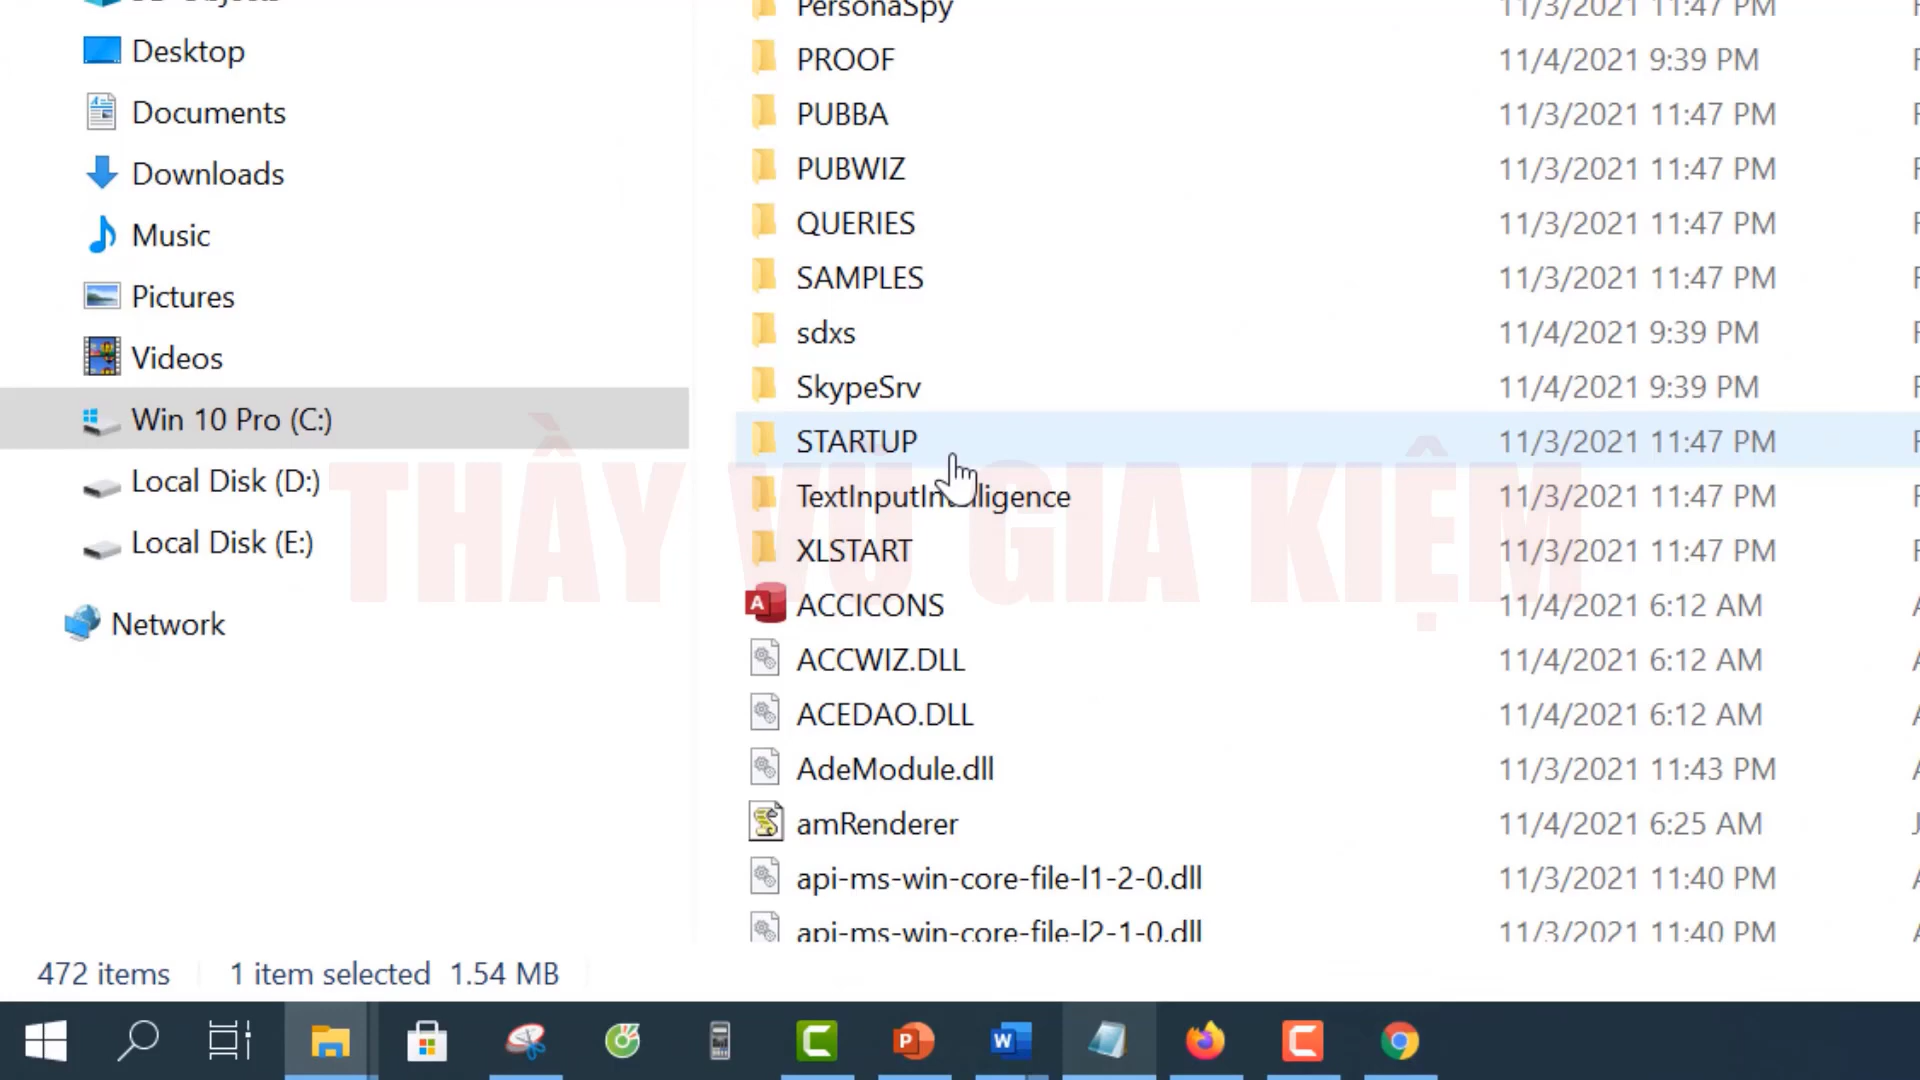 Desktop
Documents
Downloads
Music
Pictures
Videos
Win 10 Pro (C:)
Local Disk (D:)
Local Disk (E:)
Network
PersonaSpy 11/3/2021 11:47 PM
PROOF 11/4/2021 9:39 PM
PUBBA 11/3/2021 11:47 PM
PUBWIZ 11/3/2021 11:47 PM
QUERIES 11/3/2021 11:47 PM
SAMPLES 11/3/2021 11:47 PM
sdxs 11/4/2021 9:39 PM
SkypeSrv 11/4/2021 9:39 PM
STARTUP 11/3/2021 11:47 PM
TextInputIntelligence 11/3/2021 11:47 PM
XLSTART 11/3/2021 11:47 PM
ACCICONS 11/4/2021 6:12 AM
ACCWIZ.DLL 11/4/2021 6:12 AM
ACEDAO.DLL 11/4/2021 6:12 AM
AdeModule.dll 11/3/2021 11:43 PM
amRenderer 11/4/2021 6:25 AM
api-ms-win-core-file-l1-2-0.dll 11/3/2021 11:40 PM
api-ms-win-core-file-l2-1-0.dll 11/3/2021 11:40 PM
THẦY VŨ GIA KIỆM
472 items 1 item selected 1.54 MB